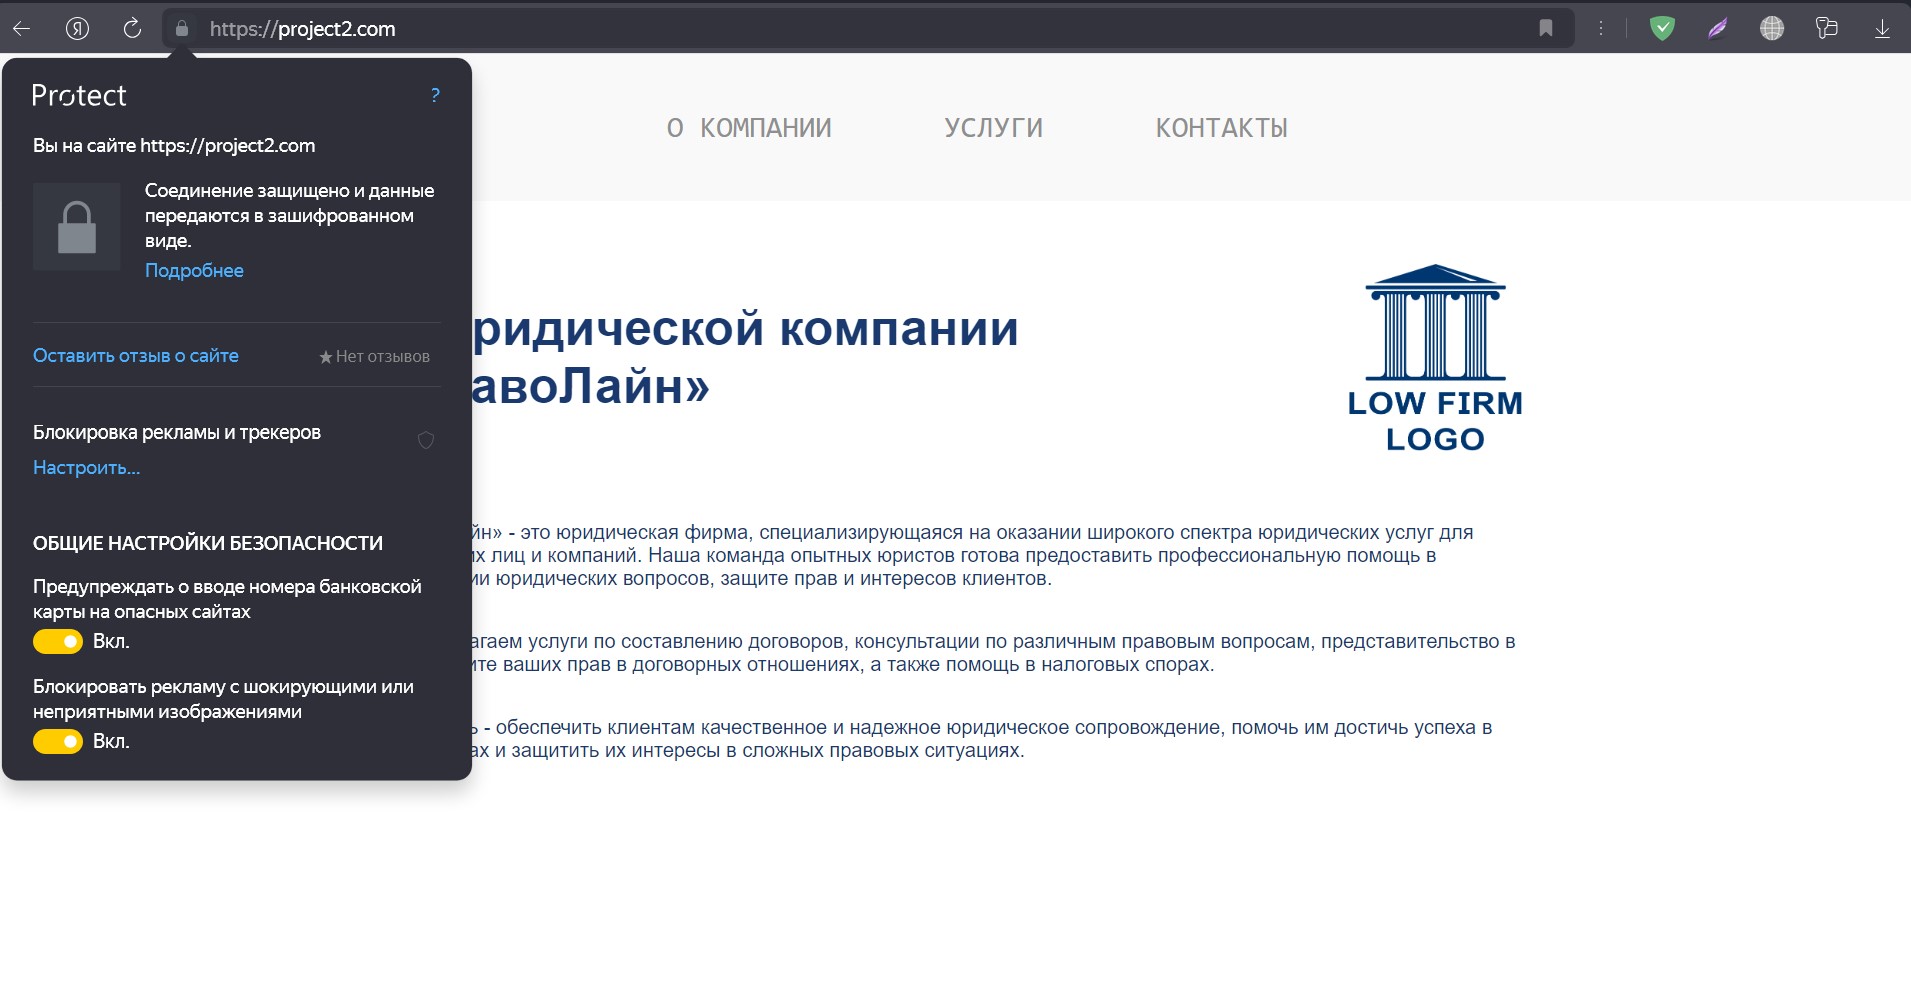 https://project2.com
Protect
?
Вы на сайте https://project2.com
Соединение защищено и данные
передаются в зашифрованном
виде.
Подробнее
Оставить отзыв о сайте
Нет отзывов
Блокировка рекламы и трекеров
Настроить...
ОБЩИЕ НАСТРОЙКИ БЕЗОПАСНОСТИ
Предупреждать о вводе номера банковской
карты на опасных сайтах
Вкл.
Блокировать рекламу с шокирующими или
неприятными изображениями
Вкл.
О КОМПАНИИ
УСЛУГИ
КОНТАКТЫ
ридической компании
авоЛайн»
LOW FIRM
LOGO
йн» - это юридическая фирма, специализирующаяся на оказании широкого спектра юридических услуг для
их лиц и компаний. Наша команда опытных юристов готова предоставить профессиональную помощь в
ии юридических вопросов, защите прав и интересов клиентов.
агаем услуги по составлению договоров, консультации по различным правовым вопросам, представительство в
ите ваших прав в договорных отношениях, а также помощь в налоговых спорах.
ь - обеспечить клиентам качественное и надежное юридическое сопровождение, помочь им достичь успеха в
ах и защитить их интересы в сложных правовых ситуациях.